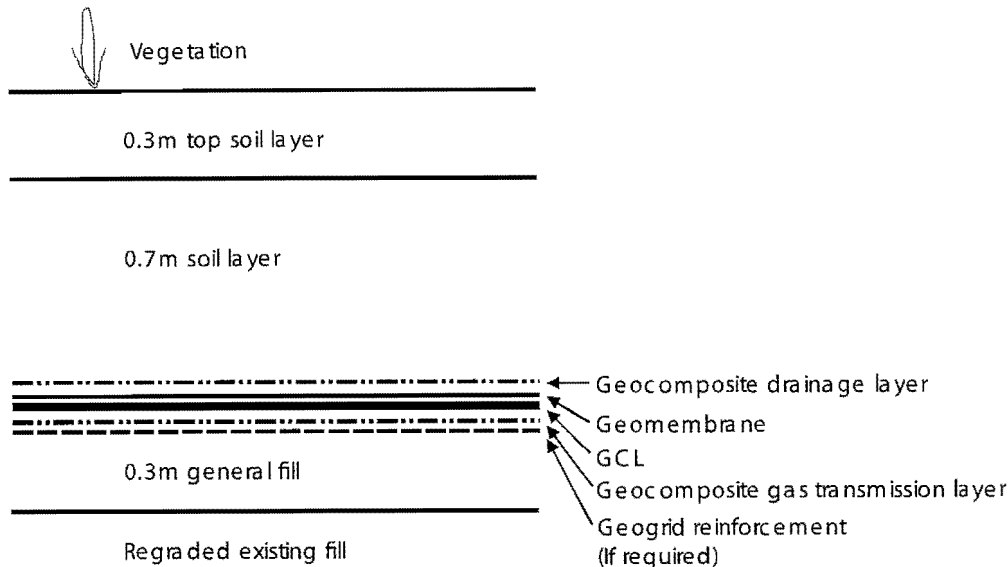 Vegetation
0.3m top soil layer
0.7m soil layer
Geocomposite drainage layer
Geomembrane
GCL
0.3m general fill
Geocomposite gas transmission layer
Geogrid reinforcement
(If required)
Regraded existing fill